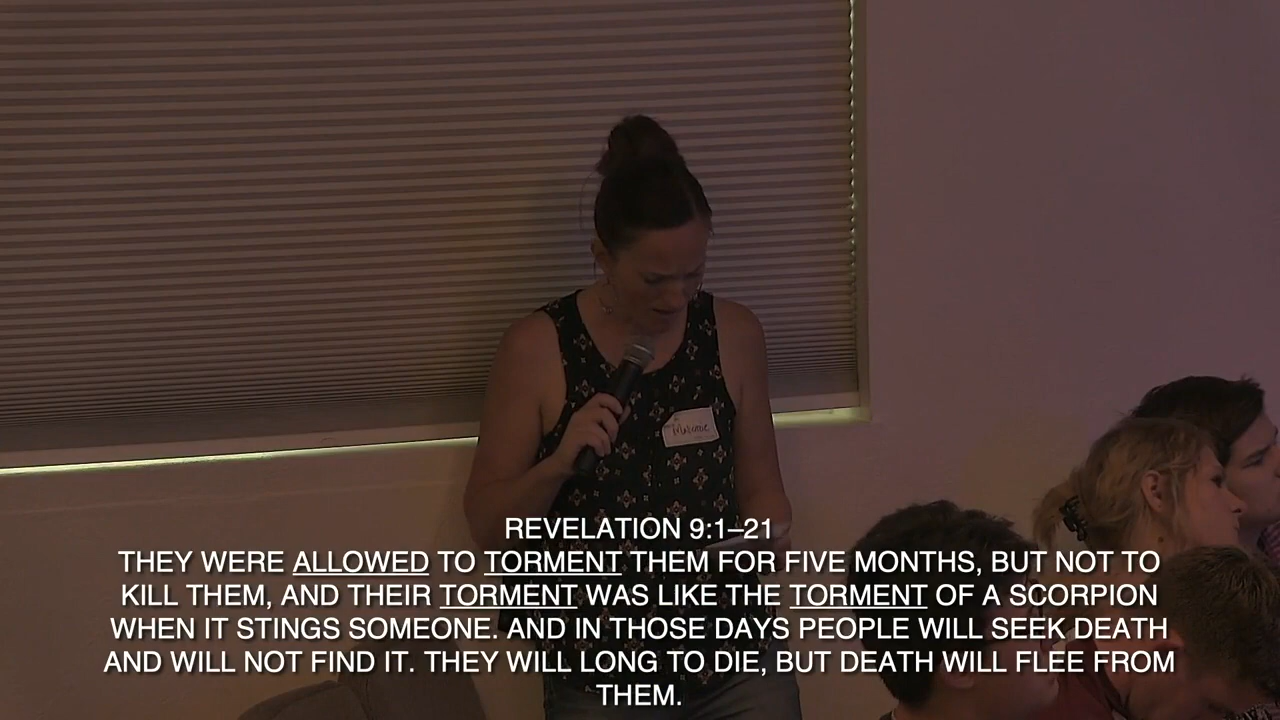 Melanie
REVELATION 9:1–21
THEY WERE ALLOWED TO TORMENT THEM FOR FIVE MONTHS, BUT NOT TO
KILL THEM, AND THEIR TORMENT WAS LIKE THE TORMENT OF A SCORPION
WHEN IT STINGS SOMEONE. AND IN THOSE DAYS PEOPLE WILL SEEK DEATH
AND WILL NOT FIND IT. THEY WILL LONG TO DIE, BUT DEATH WILL FLEE FROM
THEM.